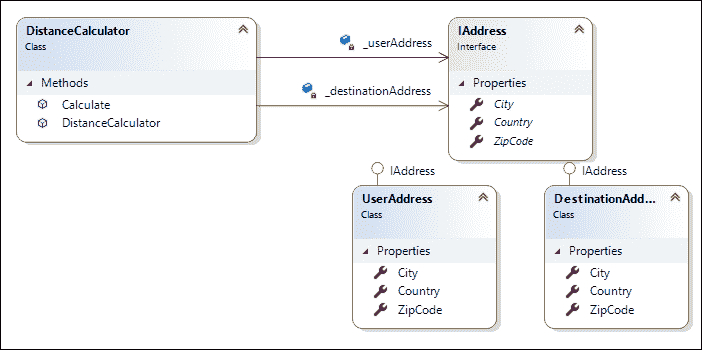 DistanceCalculator
Class
Methods
Calculate
DistanceCalculator
_userAddress
_destinationAddress
IAddress
Interface
Properties
City
Country
ZipCode
IAddress
UserAddress
Class
Properties
City
Country
ZipCode
IAddress
DestinationAdd...
Class
Properties
City
Country
ZipCode